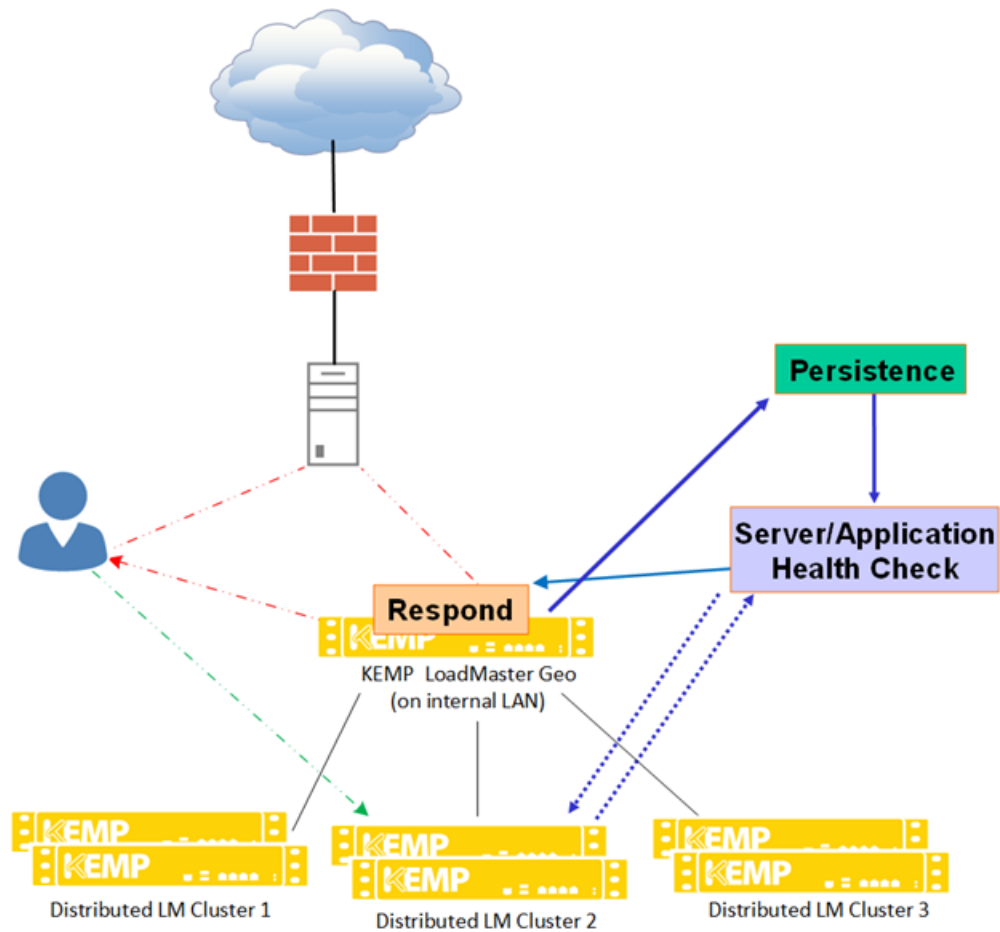 Persistence
Server/Application
Health Check
Respond
KEMP
KEMP LoadMaster Geo
(on internal LAN)
KEMP
KEMP
Distributed LM Cluster 1
KEMP
KEMP
Distributed LM Cluster 2
KEMP
KEMP
Distributed LM Cluster 3